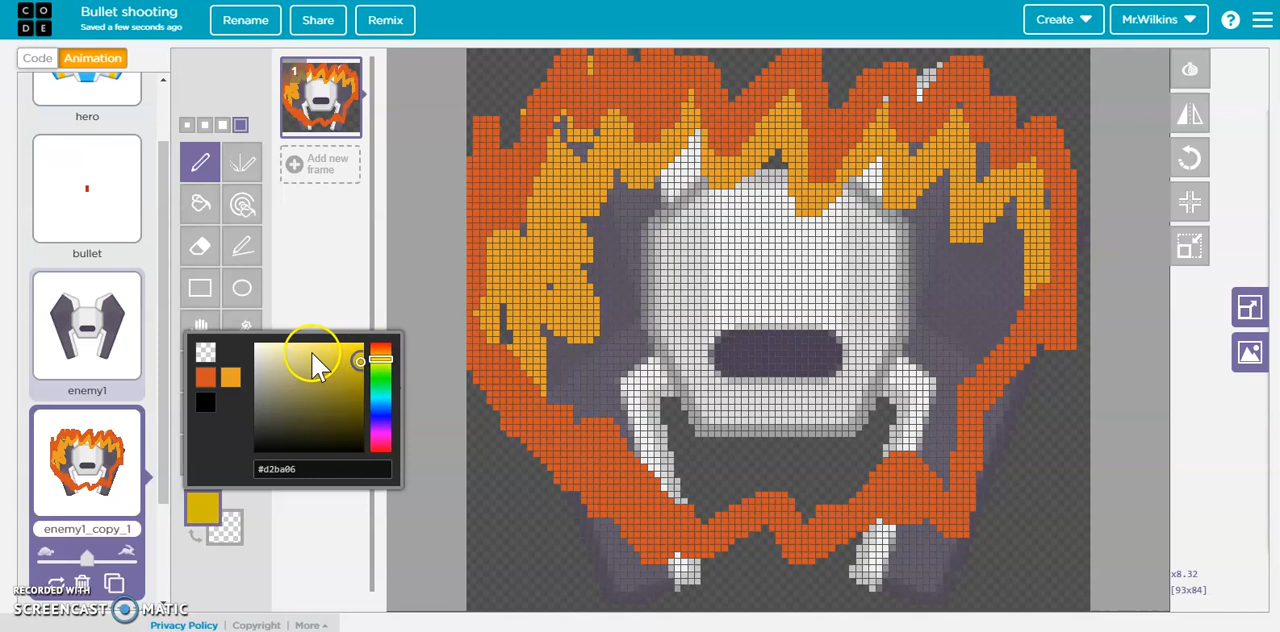 CODE
Bullet shooting
Saved a few seconds ago
Rename
Share
Remix
Create
Mr.Wilkins
?
Code
Animation
hero
bullet
enemy1
enemy1_copy_1
1
Add new
frame
#d2ba06
x8.32
[93x84]
RECORDED WITH
SCREENCAST MATIC
Privacy Policy | Copyright | More